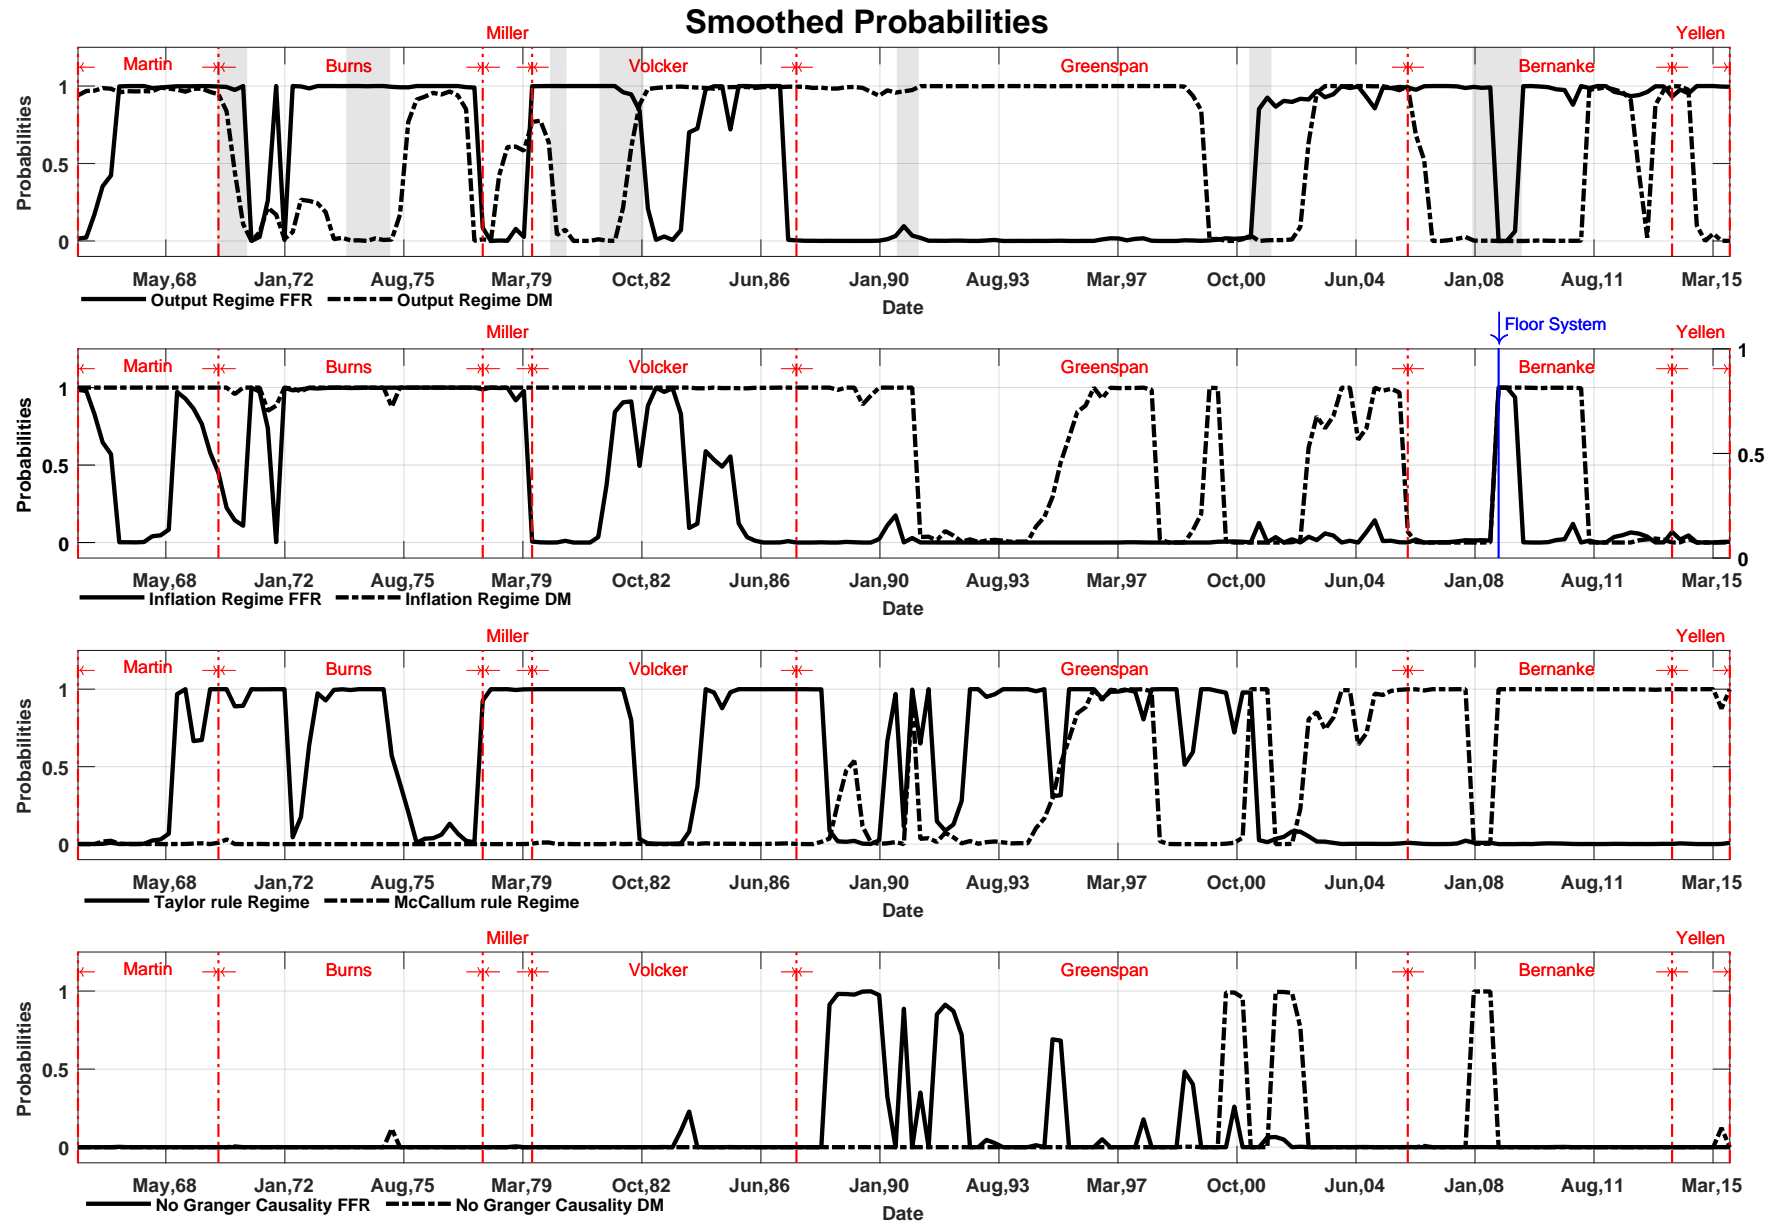 Smoothed Probabilities
Miller Yellen
Martin Burns Volcker Greenspan Bernanke
Probabilities
1
0.5
0
May,68 Jan,72 Aug,75 Mar,79 Oct,82 Jun,86 Jan,90 Aug,93 Mar,97 Oct,00 Jun,04 Jan,08 Aug,11 Mar,15
Output Regime FFR Output Regime DM
Date
Floor System
Miller Yellen
Martin Burns Volcker Greenspan Bernanke
Probabilities
1 1
0.5 0.5
0 0
May,68 Jan,72 Aug,75 Mar,79 Oct,82 Jun,86 Jan,90 Aug,93 Mar,97 Oct,00 Jun,04 Jan,08 Aug,11 Mar,15
Inflation Regime FFR Inflation Regime DM
Date
Miller Yellen
Martin Burns Volcker Greenspan Bernanke
Probabilities
1
0.5
0
May,68 Jan,72 Aug,75 Mar,79 Oct,82 Jun,86 Jan,90 Aug,93 Mar,97 Oct,00 Jun,04 Jan,08 Aug,11 Mar,15
Taylor rule Regime McCallum rule Regime
Date
Miller Yellen
Martin Burns Volcker Greenspan Bernanke
Probabilities
1
0.5
0
May,68 Jan,72 Aug,75 Mar,79 Oct,82 Jun,86 Jan,90 Aug,93 Mar,97 Oct,00 Jun,04 Jan,08 Aug,11 Mar,15
No Granger Causality FFR No Granger Causality DM
Date